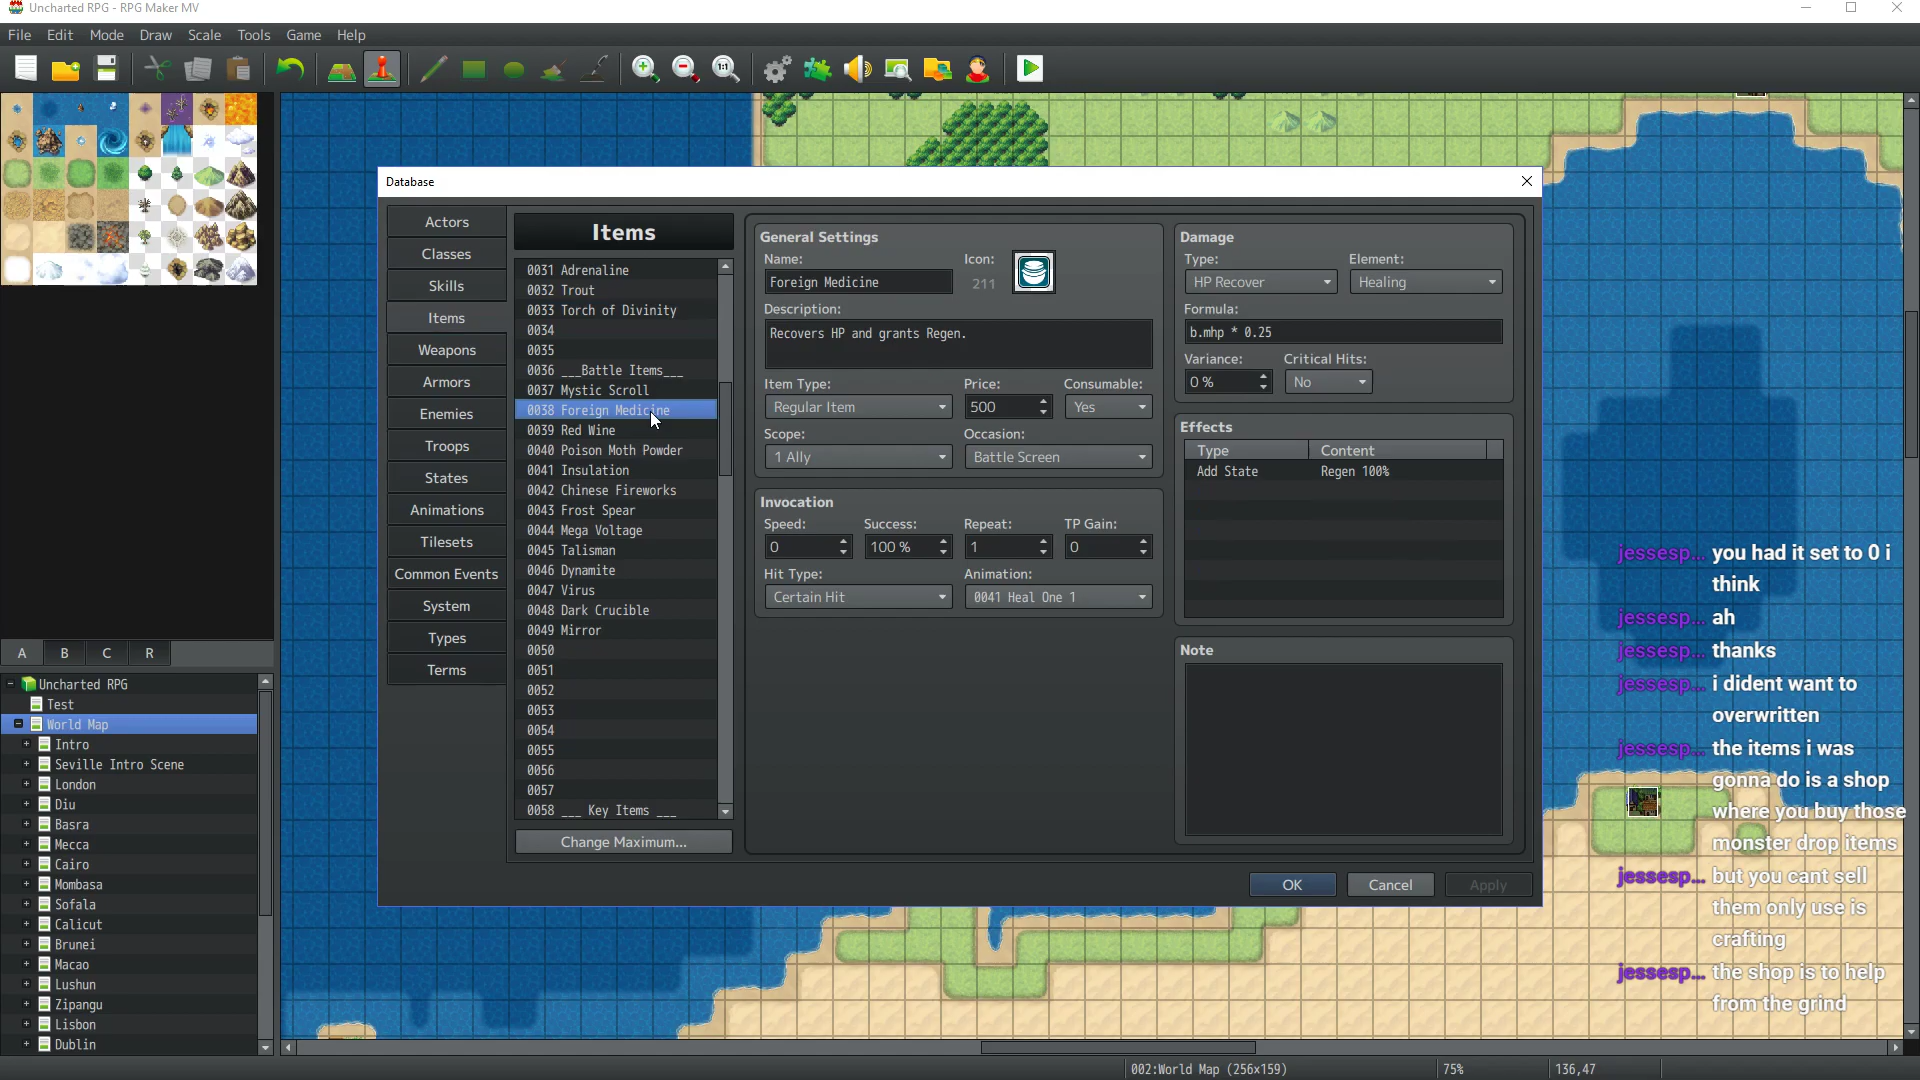 Uncharted RPG - RPG Maker MV
File Edit Mode Draw Scale Tools Game Help
1:1
Database
Actors
Classes
Skills
Items
Weapons
Armors
Enemies
Troops
States
Animations
Tilesets
Common Events
System
Types
Terms
Items
0031 Adrenaline
0032 Trout
0033 Torch of Divinity
0034
0035
0036 ___Battle Items___
0037 Mystic Scroll
0038 Foreign Medicine
0039 Red Wine
0040 Poison Moth Powder
0041 Insulation
0042 Chinese Fireworks
0043 Frost Spear
0044 Mega Voltage
0045 Talisman
0046 Dynamite
0047 Virus
0048 Dark Crucible
0049 Mirror
0050
0051
0052
0053
0054
0055
0056
0057
0058 ___ Key Items ___
Change Maximum...
General Settings
Name: Icon:
Foreign Medicine 211
Description:
Recovers HP and grants Regen.
Item Type: Price: Consumable:
Regular Item 500 Yes
Scope: Occasion:
1 Ally Battle Screen
Invocation
Speed: Success: Repeat: TP Gain:
0 100 % 1 0
Hit Type: Animation:
Certain Hit 0041 Heal One 1
Damage
Type: Element:
HP Recover Healing
Formula:
b.mhp * 0.25
Variance: Critical Hits:
0 % No
Effects
Type Content
Add State Regen 100%
Note
OK Cancel Apply
A B C R
Uncharted RPG
Test
World Map
Intro
Seville Intro Scene
London
Diu
Basra
Mecca
Cairo
Mombasa
Sofala
Calicut
Brunei
Macao
Lushun
Zipangu
Lisbon
Dublin
jessesp... you had it set to 0 i
think
jessesp... ah
jessesp... thanks
jessesp... i dident want to
overwritten
jessesp... the items i was
gonna do is a shop
where you buy those
monster drop items
jessesp... but you cant sell
them only use is
crafting
jessesp... the shop is to help
from the grind
002:World Map (256x159) 75% 136,47